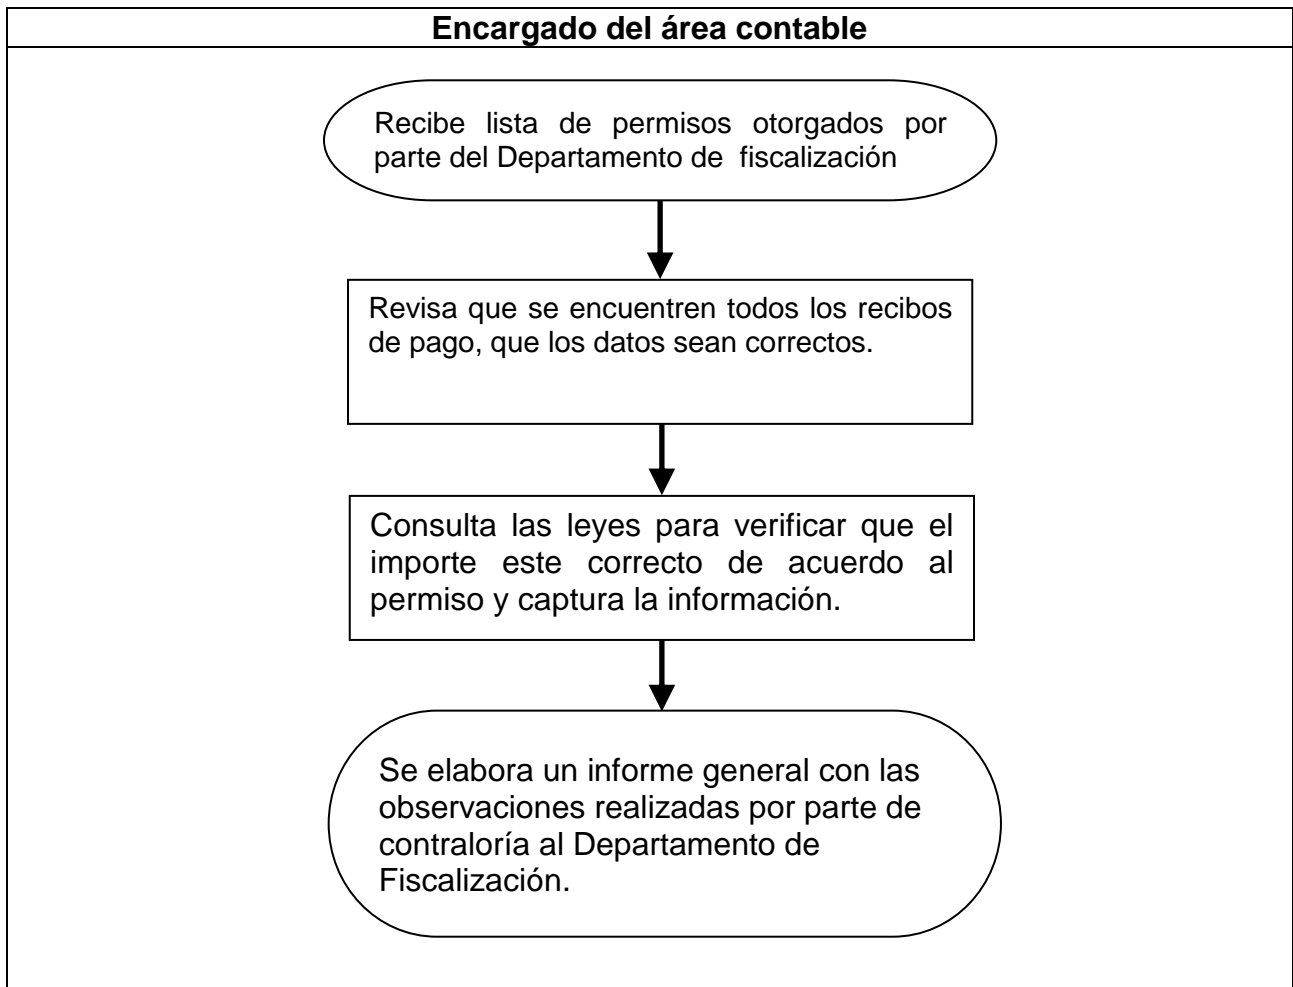 Encargado del área contable
Recibe lista de permisos otorgados por
parte del Departamento de fiscalización
Revisa que se encuentren todos los recibos
de pago, que los datos sean correctos.
Consulta las leyes para verificar que el
importe este correcto de acuerdo al
permiso y captura la información.
Se elabora un informe general con las
observaciones realizadas por parte de
contraloría al Departamento de
Fiscalización.